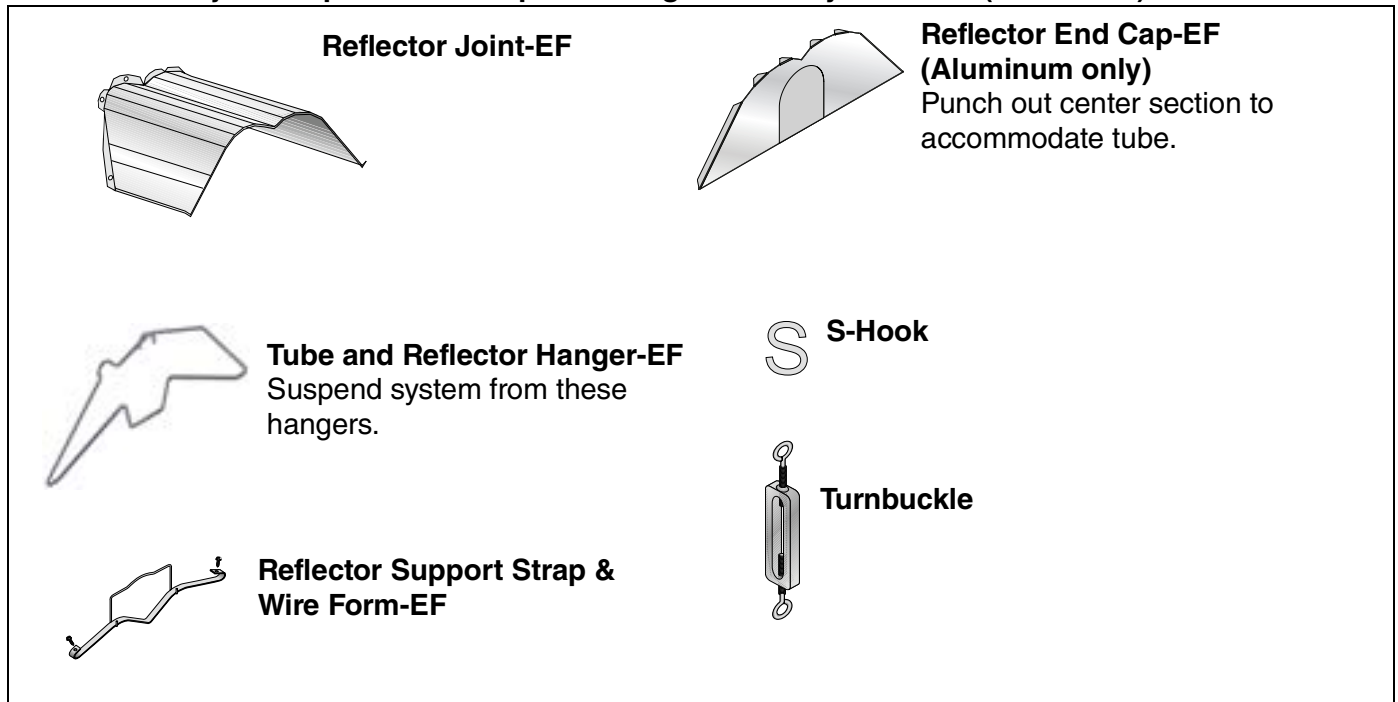 Reflector Joint-EF
Reflector End Cap-EF
(Aluminum only)
Punch out center section to
accommodate tube.
Tube and Reflector Hanger-EF
Suspend system from these
hangers.
S-Hook
Turnbuckle
Reflector Support Strap &
Wire Form-EF